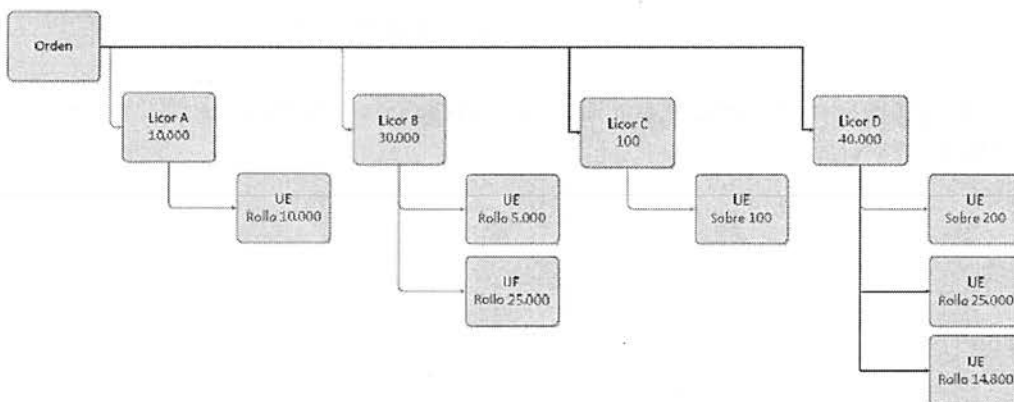 Orden
Licor A
10.000
UE
Rollo 10.000
Licor B
30.000
UE
Rollo 5.000
UE
Rollo 25.000
Licor C
100
UE
Sobre 100
Licor D
40.000
UE
Sobre 200
UE
Rollo 25.000
UE
Rollo 14.800